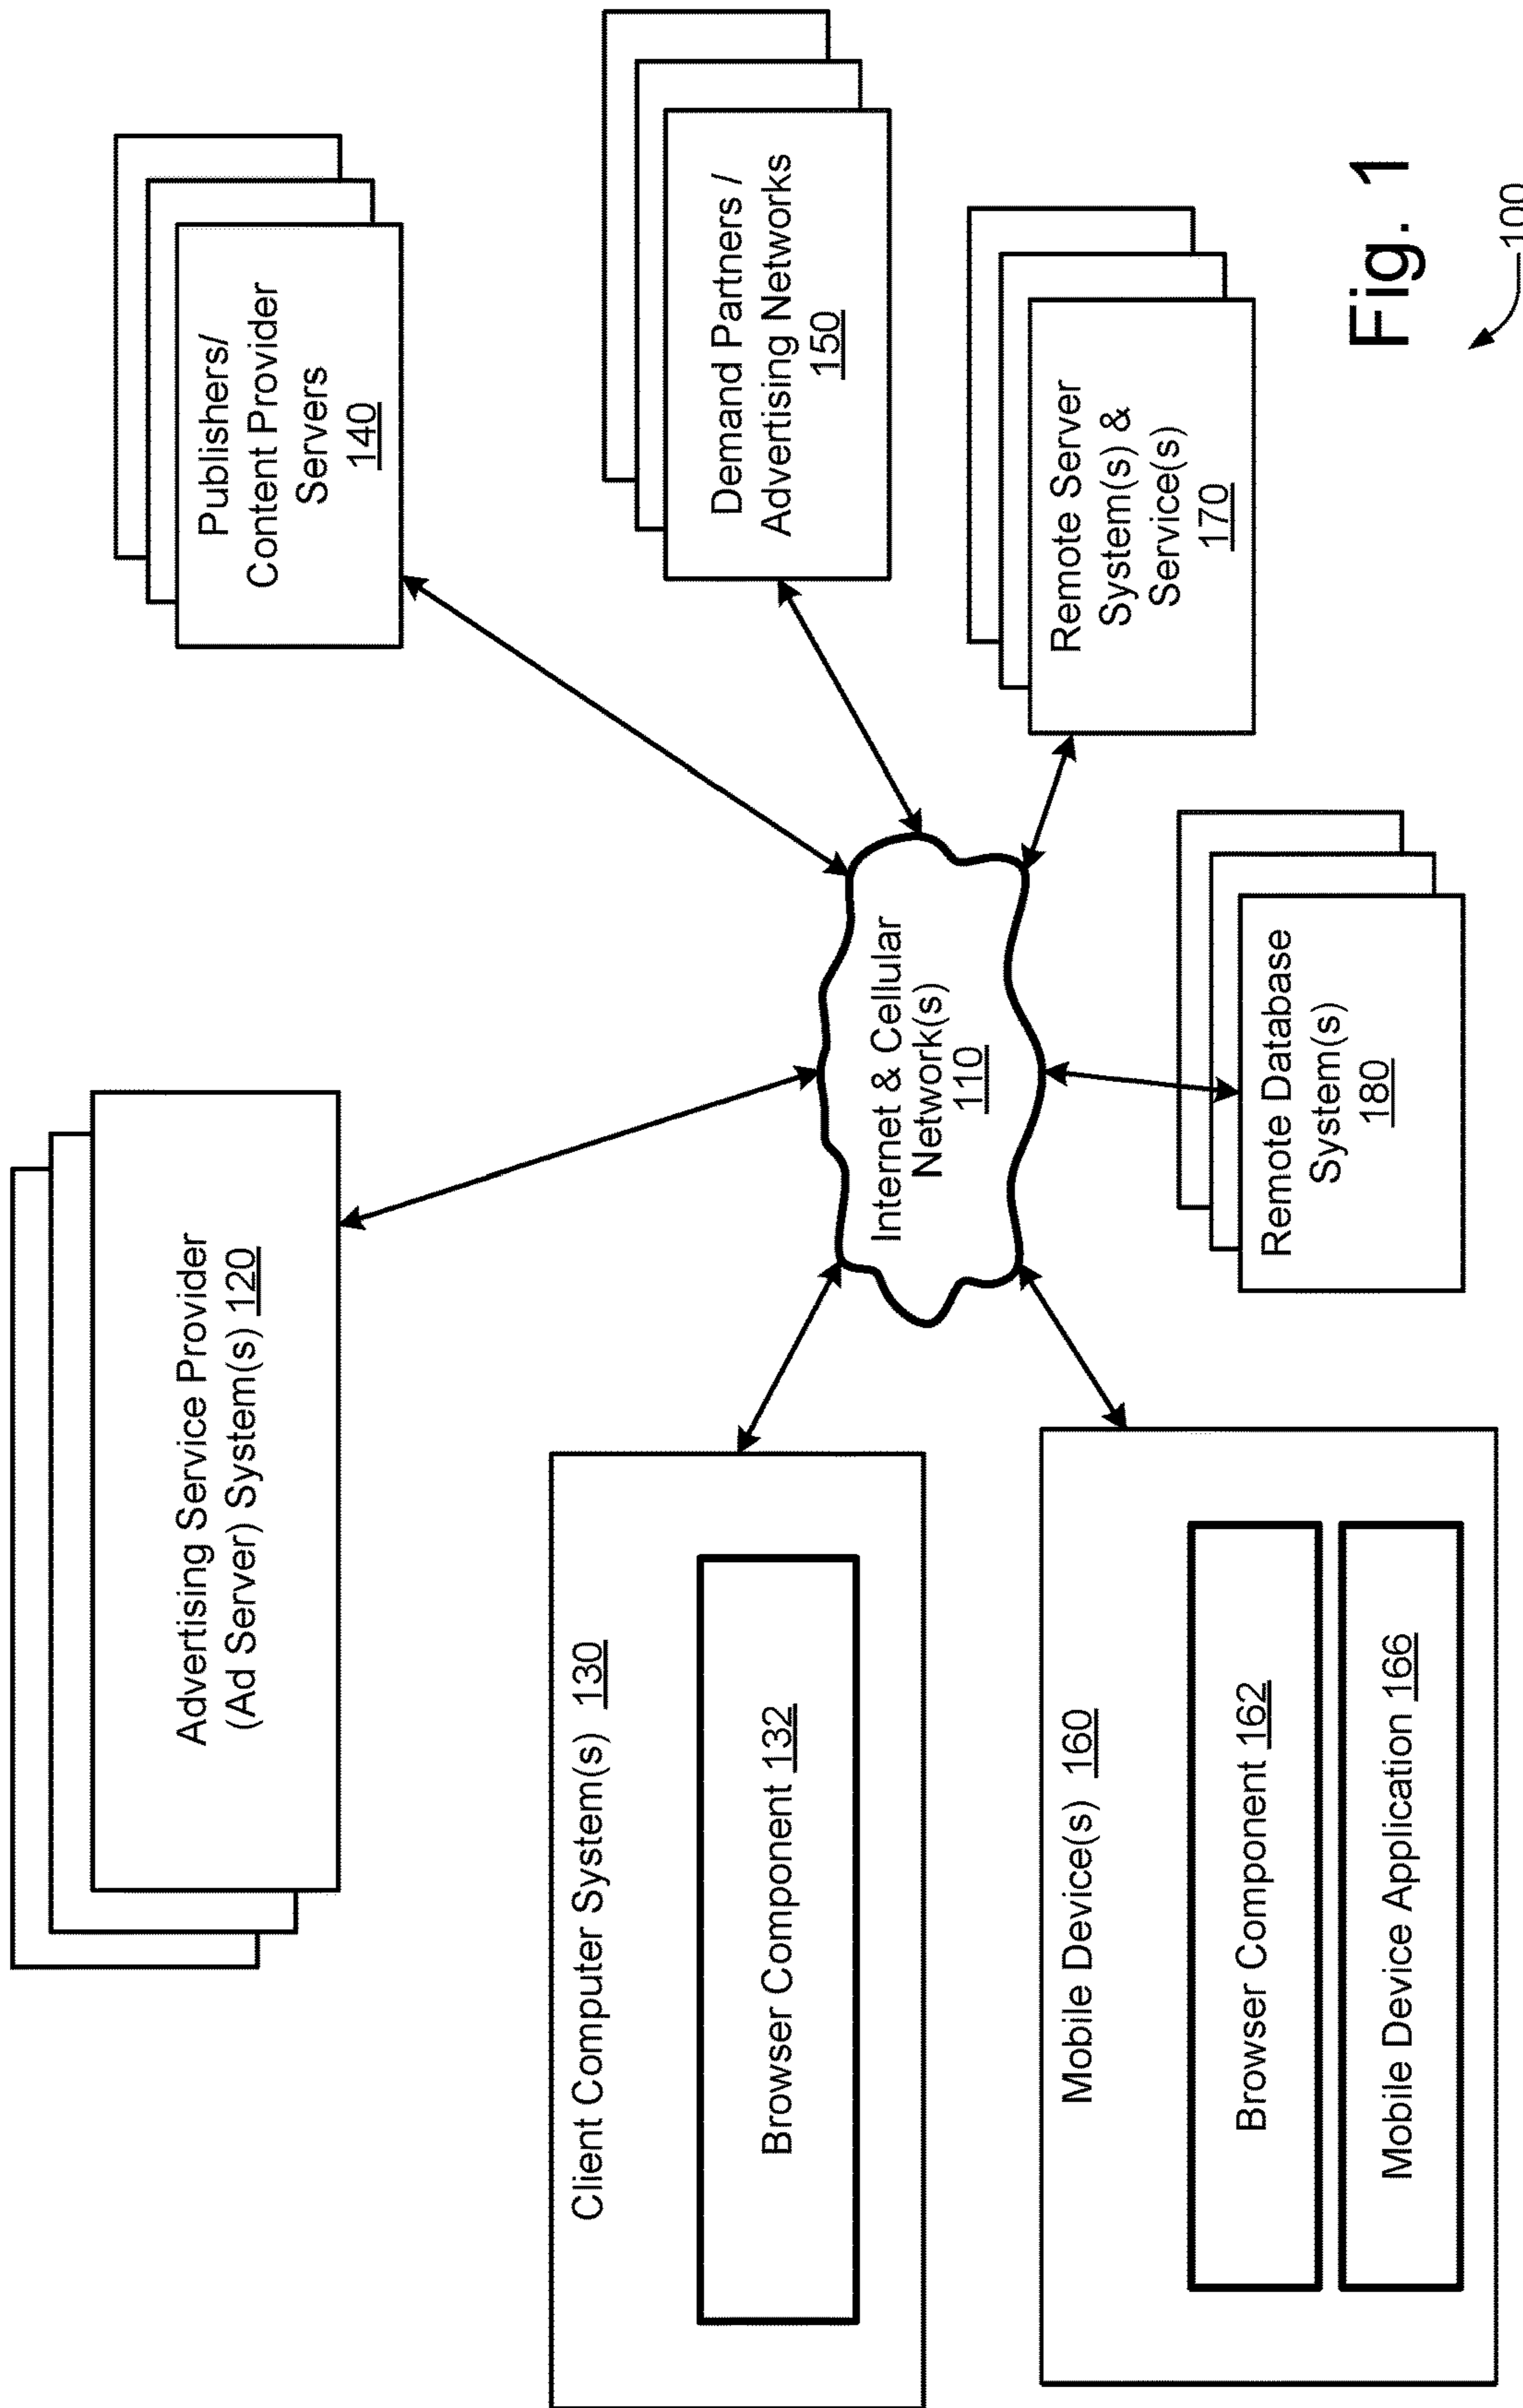 Advertising Service Provider
(Ad Server) System(s) 120
Publishers/
Content Provider
Servers
140
Client Computer System(s) 130
Browser Component 132
Demand Partners /
Advertising Networks
150
Internet & Cellular
Network(s)
110
Mobile Device(s) 160
Browser Component 162
Mobile Device Application 166
Remote Server
System(s) &
Service(s)
170
Remote Database
System(s)
180
Fig. 1
100